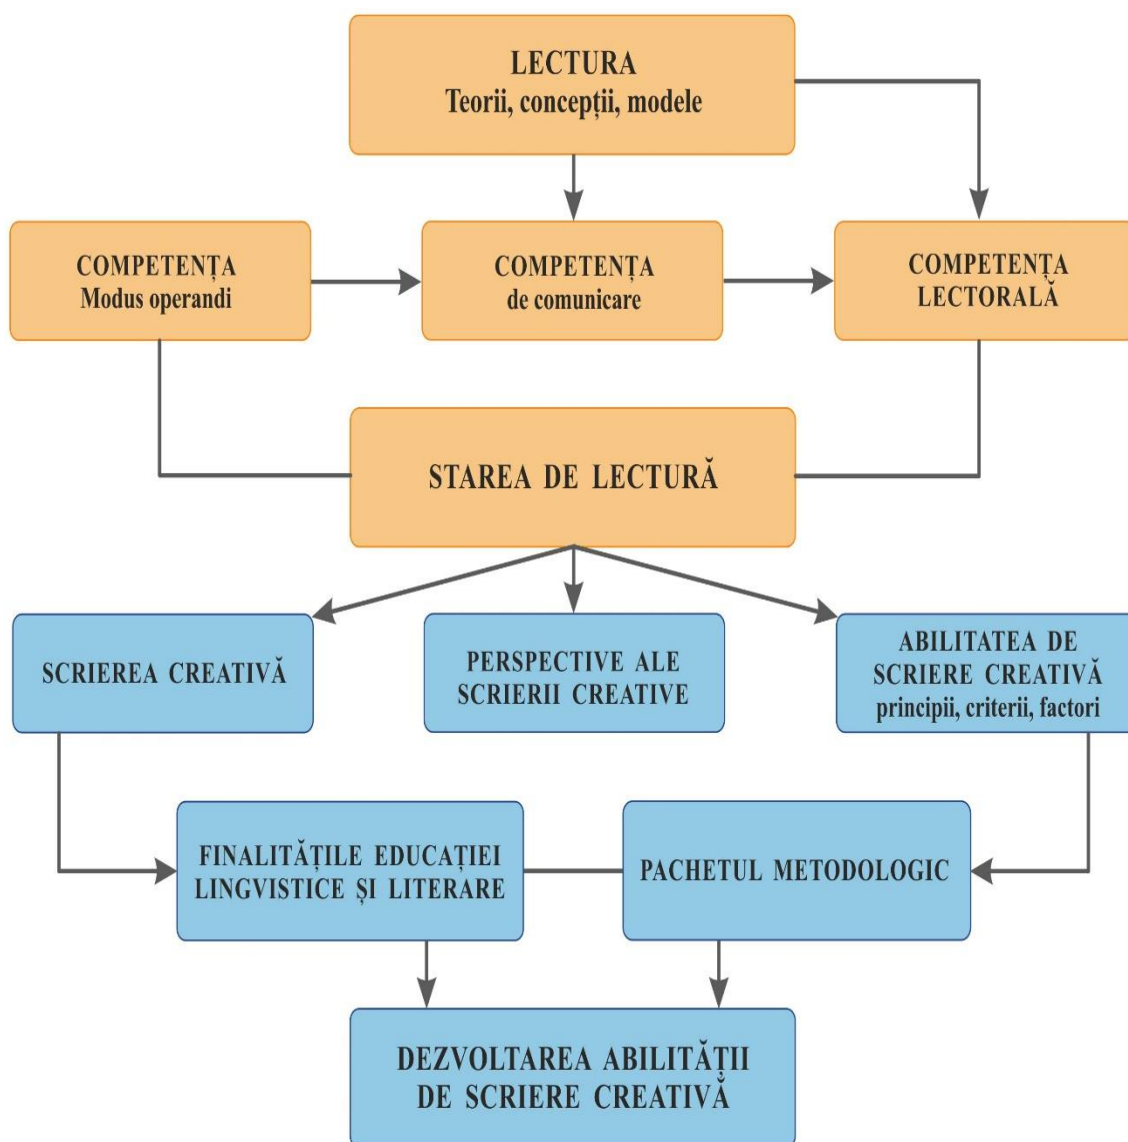 LECTURA
Teorii, concepții, modele
COMPETENȚA
Modus operandi
COMPETENȚA
de comunicare
COMPETENȚA
LECTORALĂ
STAREA DE LECTURĂ
SCRIEREA CREATIVĂ
PERSPECTIVE ALE
SCRIERII CREATIVE
ABILITATEA DE
SCRIERE CREATIVĂ
principii, criterii, factori
FINALITĂȚILE EDUCAȚIEI
LINGVISTICE ȘI LITERARE
PACHETUL METODOLOGIC
DEZVOLTAREA ABILITĂȚII
DE SCRIERE CREATIVĂ